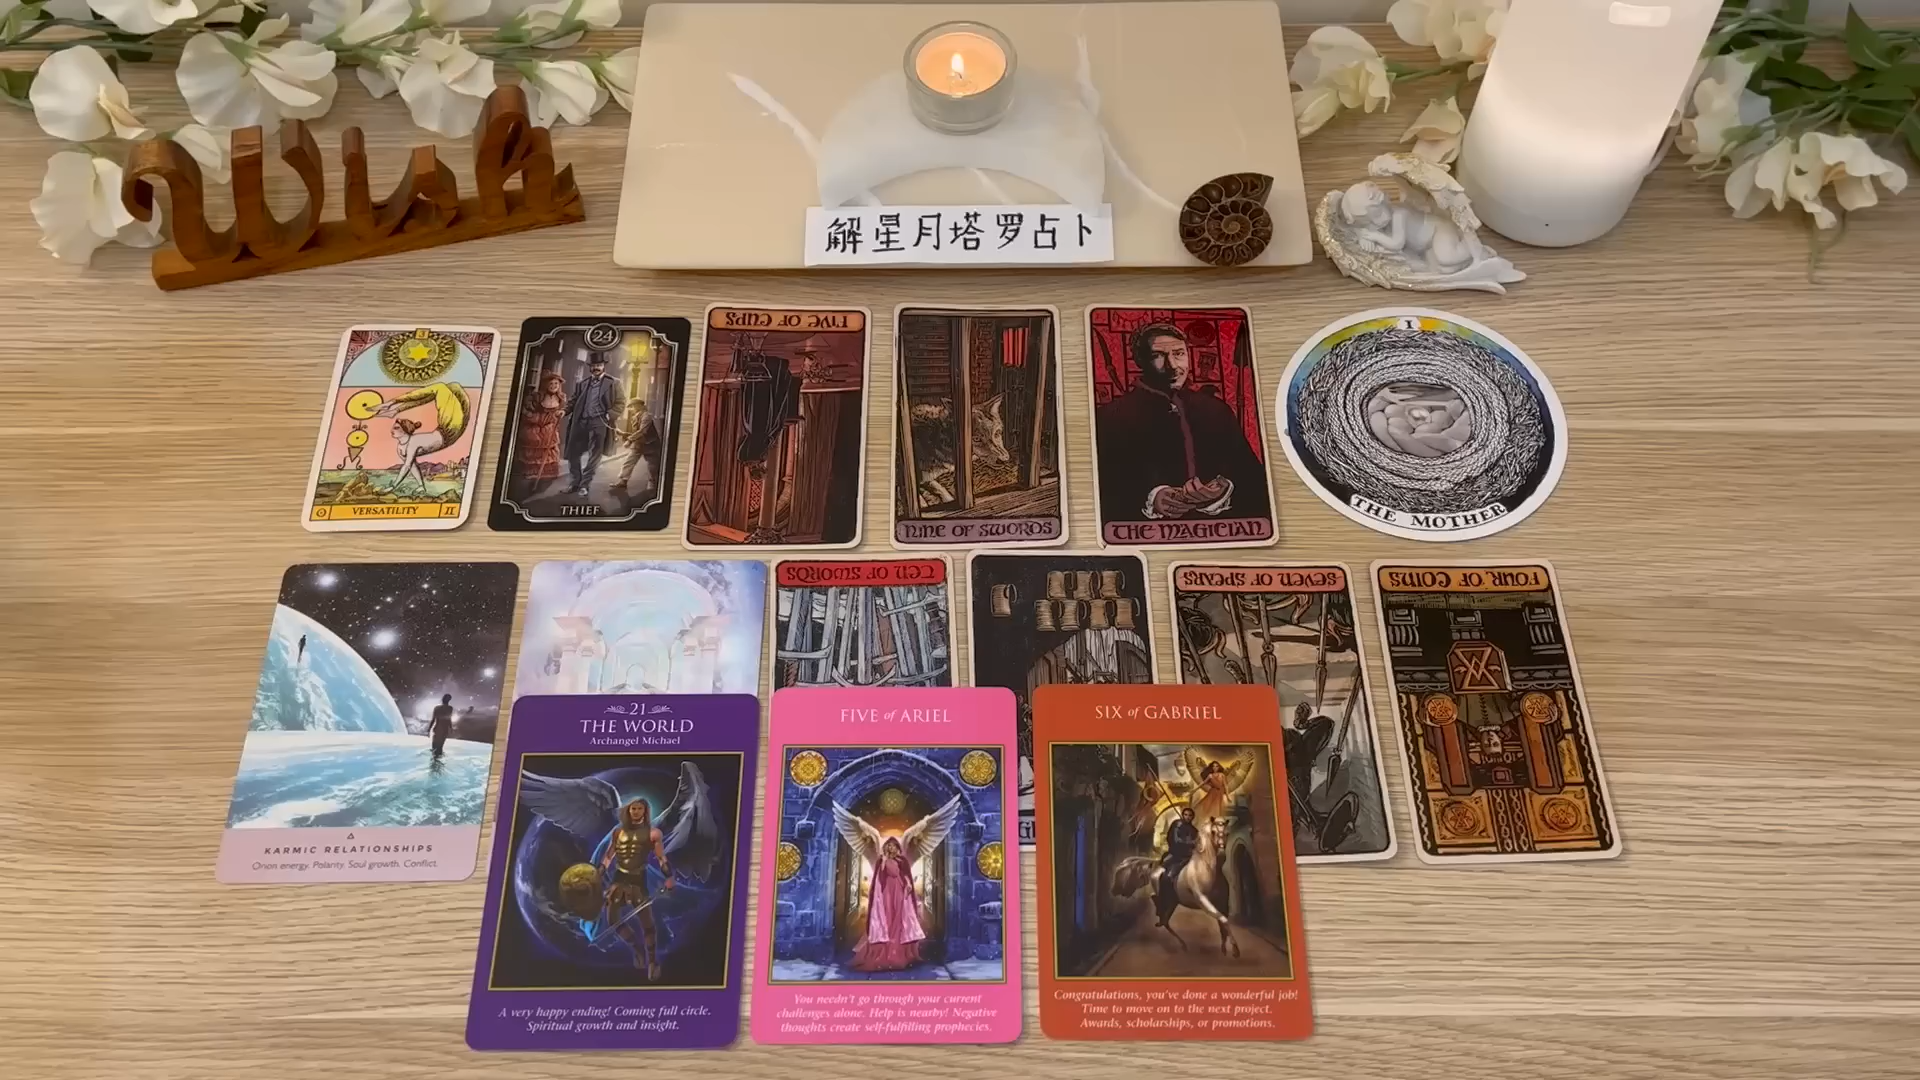 Wish
解星月塔罗占卜
3
VERSATILITY
II
24
THIEF
FIVE OF CUPS
NINE OF SWORDS
THE MAGICIAN
I
THE MOTHER
KARMIC RELATIONSHIPS
Orion energy. Polarity. Soul growth. Conflict.
TEN OF SWORDS
SEVEN OF SPEARS
FOUR OF COINS
21
THE WORLD
Archangel Michael
A very happy ending! Coming full circle.
Spiritual growth and insight.
FIVE of ARIEL
You needn't go through your current
challenges alone. Help is nearby! Negative
thoughts create self-fulfilling prophecies.
SIX of GABRIEL
Congratulations, you've done a wonderful job!
Time to move on to the next project.
Awards, scholarships, or promotions.